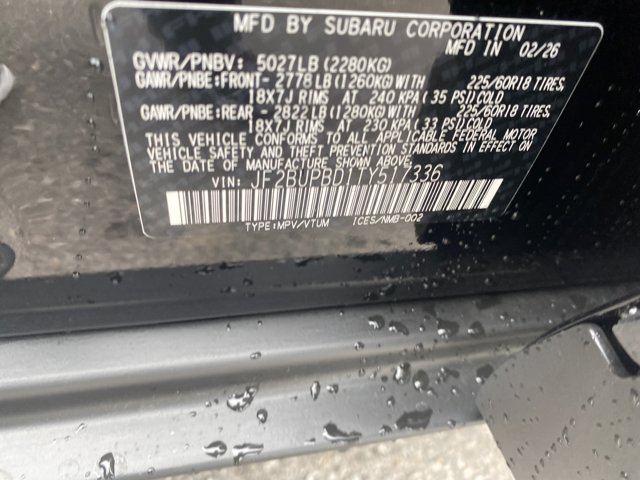 MFD BY SUBARU CORPORATION
MFD IN 02/26
GVWR/PNBV: 5027LB (2280KG)
GAWR/PNBE:FRONT- 2778 LB (1260KG) WITH 225/60R18 TIRES,
18X7J RIMS AT 240 KPA (35 PSI) COLD
GAWR/PNBE:REAR - 2822 LB (1280KG) WITH 225/60R18 TIRES,
18X7J RIMS AT 230 KPA (33 PSI) COLD
THIS VEHICLE CONFORMS TO ALL APPLICABLE FEDERAL MOTOR
VEHICLE SAFETY AND THEFT PREVENTION STANDARDS IN EFFECT ON
THE DATE OF MANUFACTURE SHOWN ABOVE.
VIN: JF2BUPBD1TY517336
TYPE:MPV/VTUM ICES/NMB-002